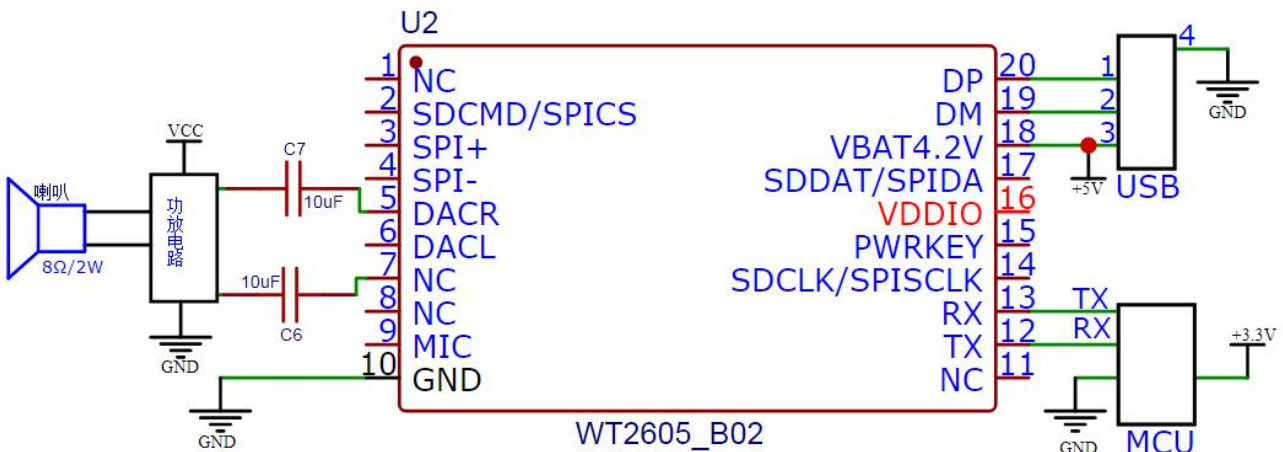 U2
1
NC
2
SDCMD/SPICS
3
SPI+
4
SPI-
5
DACR
6
DACL
7
NC
8
NC
9
MIC
10
GND
20
DP
19
DM
18
VBAT4.2V
17
SDDAT/SPIDA
16
VDDIO
15
PWRKEY
14
SDCLK/SPISCLK
13
RX
12
TX
11
NC
WT2605_B02
VCC
C7
10uF
喇叭
8Ω/2W
功放电路
10uF
C6
GND
GND
1
2
3
4
GND
+5V
USB
TX
RX
+3.3V
GND
MCU